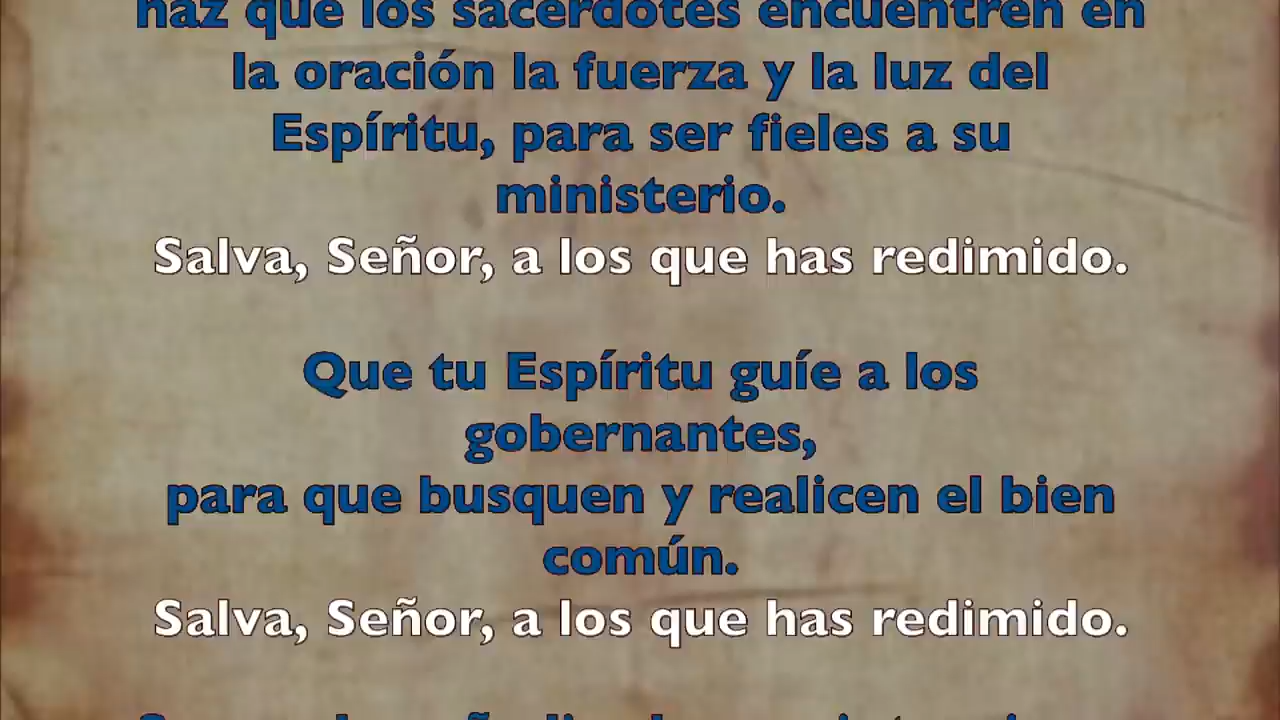 haz que los sacerdotes encuentren en
la oración la fuerza y la luz del
Espíritu, para ser fieles a su
ministerio.
Salva, Señor, a los que has redimido.
Que tu Espíritu guíe a los
gobernantes,
para que busquen y realicen el bien
común.
Salva, Señor, a los que has redimido.